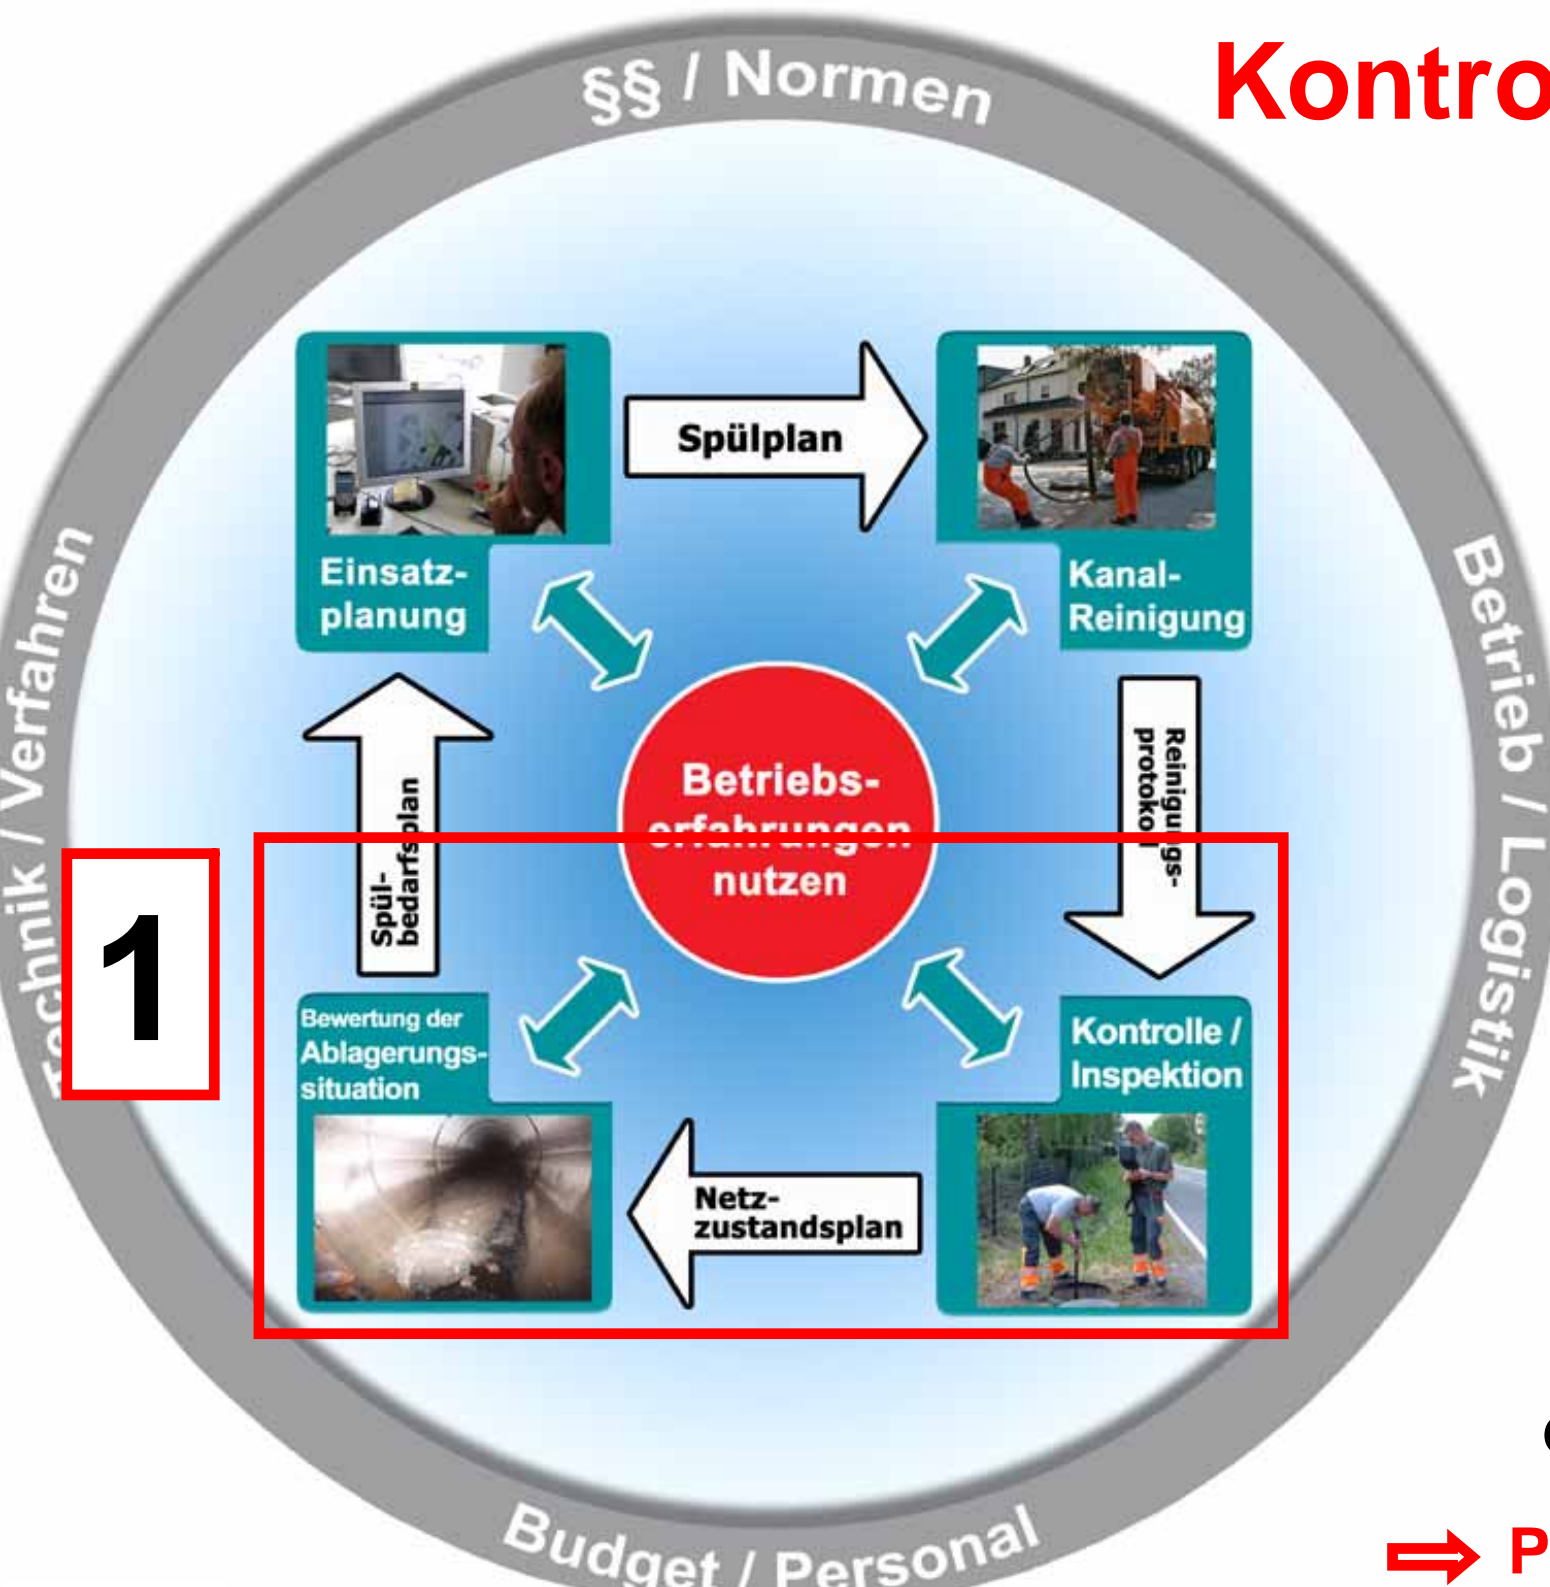 Kontro
§§ / Normen
Technik / Verfahren
Betrieb / Logistik
Budget / Personal
Einsatz-
planung
Spülplan
Kanal-
Reinigung
Reinigungs-
protokoll
Betriebs-
erfahrungen
nutzen
Spül-
bedarfsplan
1
Bewertung der
Ablagerungs-
situation
Netz-
zustandsplan
Kontrolle /
Inspektion
P